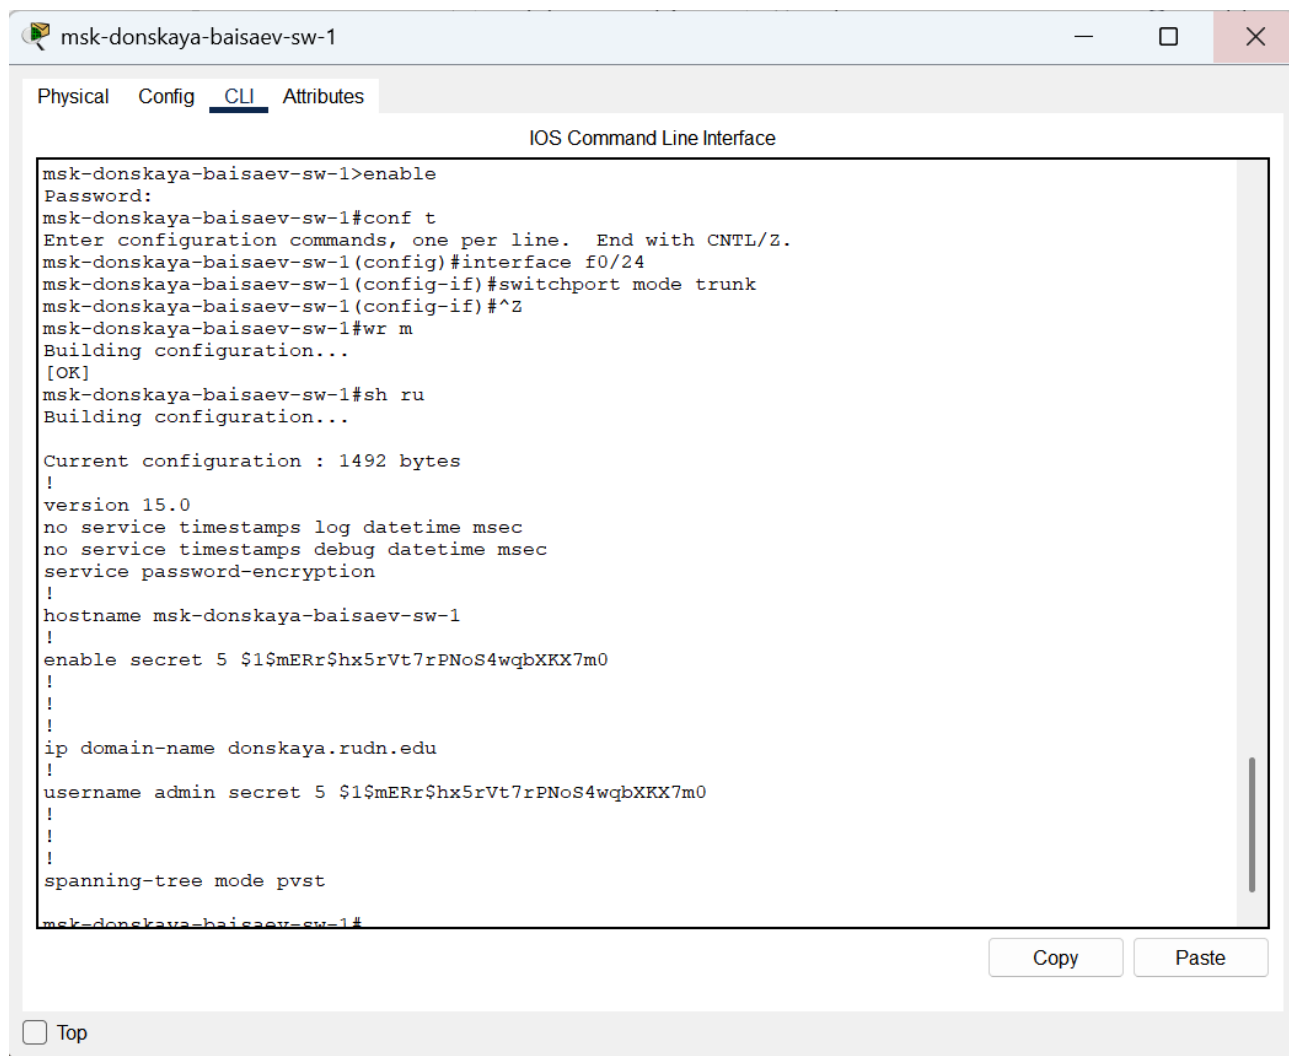 msk-donskaya-baisaev-sw-1
Physical Config CLI Attributes
IOS Command Line Interface
msk-donskaya-baisaev-sw-1>enable
Password:
msk-donskaya-baisaev-sw-1#conf t
Enter configuration commands, one per line.  End with CNTL/Z.
msk-donskaya-baisaev-sw-1(config)#interface f0/24
msk-donskaya-baisaev-sw-1(config-if)#switchport mode trunk
msk-donskaya-baisaev-sw-1(config-if)#^Z
msk-donskaya-baisaev-sw-1#wr m
Building configuration...
[OK]
msk-donskaya-baisaev-sw-1#sh ru
Building configuration...
Current configuration : 1492 bytes
!
version 15.0
no service timestamps log datetime msec
no service timestamps debug datetime msec
service password-encryption
!
hostname msk-donskaya-baisaev-sw-1
!
enable secret 5 $1$mERr$hx5rVt7rPNoS4wqbXKX7m0
!
!
!
ip domain-name donskaya.rudn.edu
!
username admin secret 5 $1$mERr$hx5rVt7rPNoS4wqbXKX7m0
!
!
!
spanning-tree mode pvst
msk-donskaya-baisaev-sw-1#
Copy Paste
Top